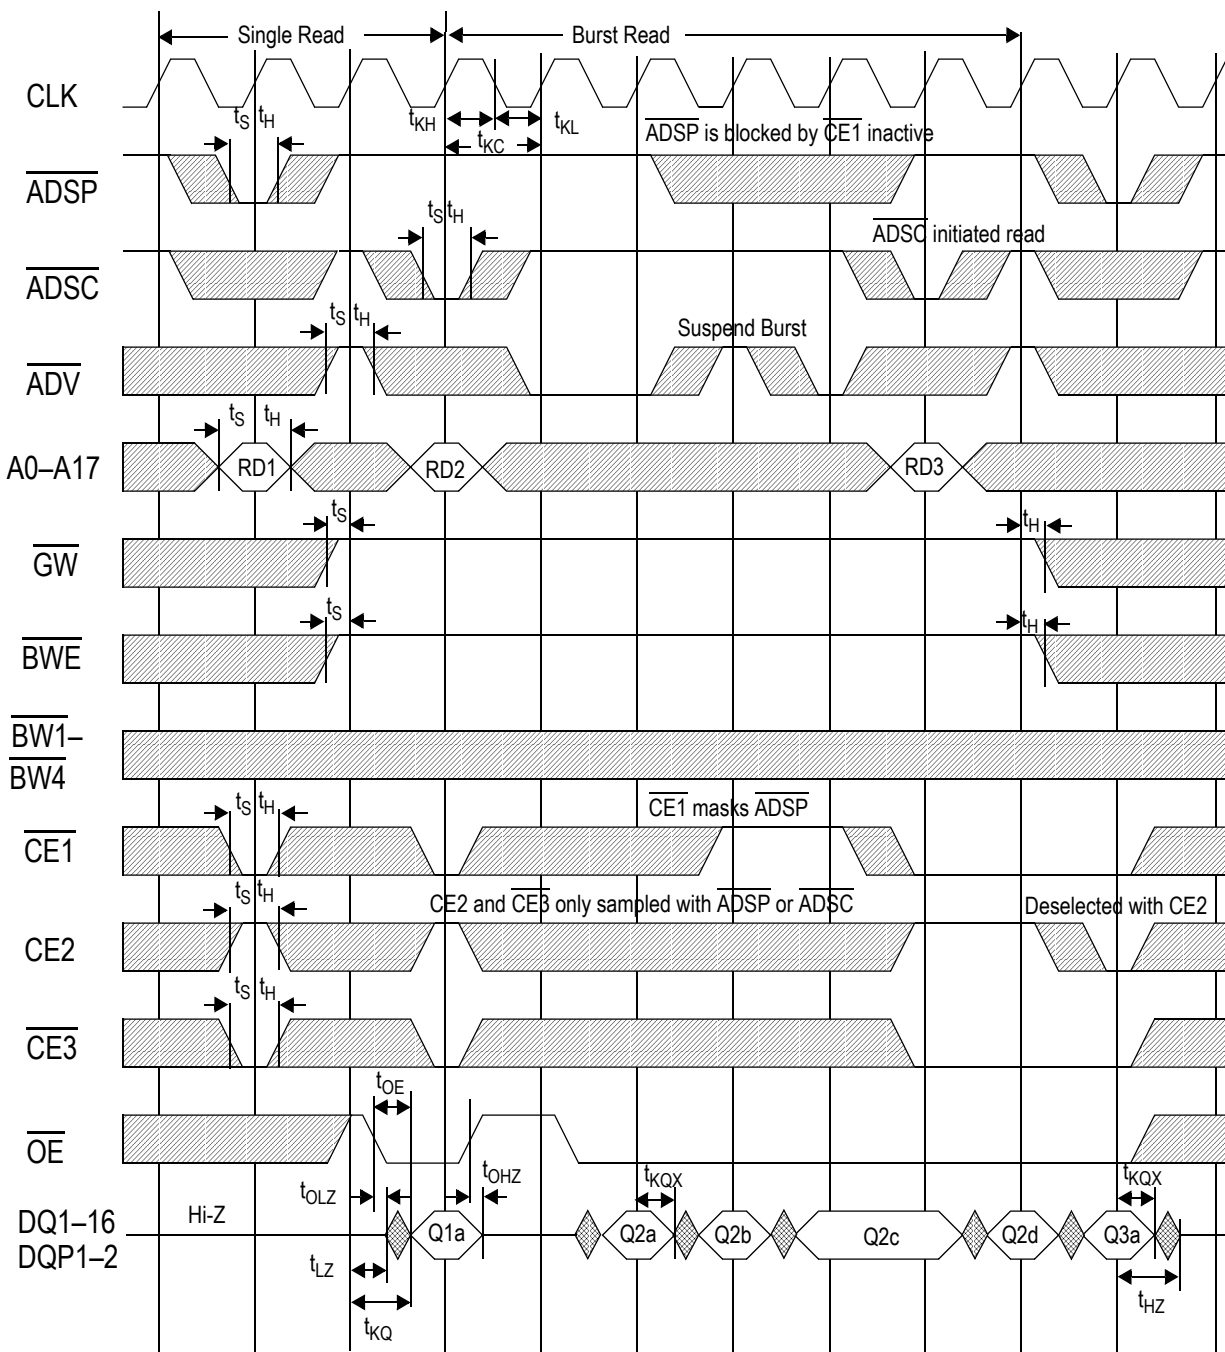 Single Read
Burst Read
CLK
tS tH
tKH
tKL
tKC
ADSP is blocked by CE1 inactive
ADSP
tS tH
ADSC initiated read
ADSC
tS tH
Suspend Burst
ADV
tS tH
A0–A17
RD1
RD2
RD3
tS
tH
GW
tS
tH
BWE
BW1–
BW4
tS tH
CE1 masks ADSP
CE1
tS tH
CE2 and CE3 only sampled with ADSP or ADSC
Deselected with CE2
CE2
tS tH
CE3
tOE
OE
tOLZ
tOHZ
tKQX
tKQX
DQ1–16
DQP1–2
Hi-Z
Q1a
Q2a
Q2b
Q2c
Q2d
Q3a
tLZ
tHZ
tKQ